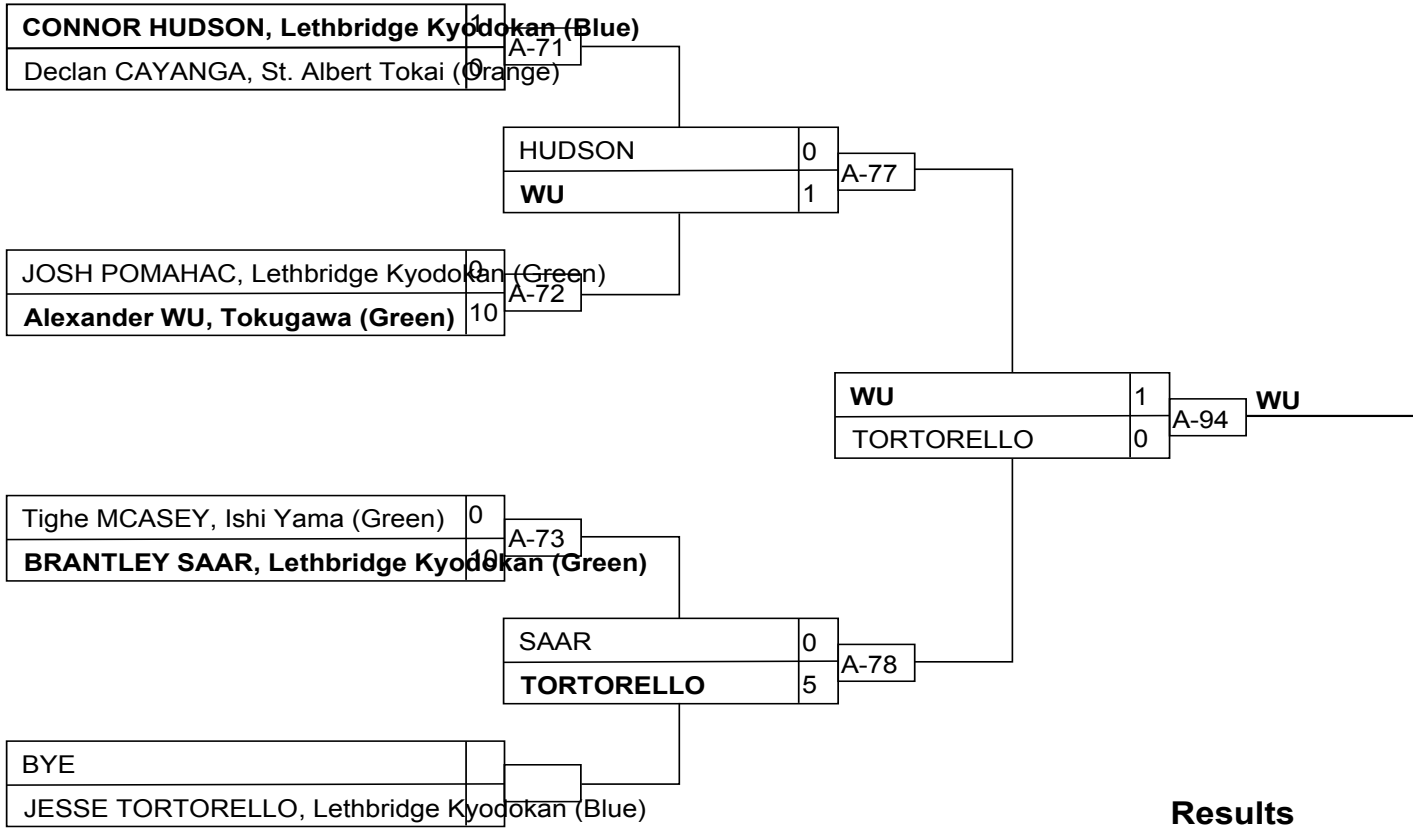 CONNOR HUDSON, Lethbridge Kyodokan (Blue) 1
A-71
Declan CAYANGA, St. Albert Tokai (Orange) 0
HUDSON 0
A-77
WU 1
JOSH POMAHAC, Lethbridge Kyodokan (Green) 0
A-72
Alexander WU, Tokugawa (Green) 10
WU 1
A-94
WU
TORTORELLO 0
Tighe MCASEY, Ishi Yama (Green) 0
A-73
BRANTLEY SAAR, Lethbridge Kyodokan (Green) 10
SAAR 0
A-78
TORTORELLO 5
BYE
JESSE TORTORELLO, Lethbridge Kyodokan (Blue)
Results